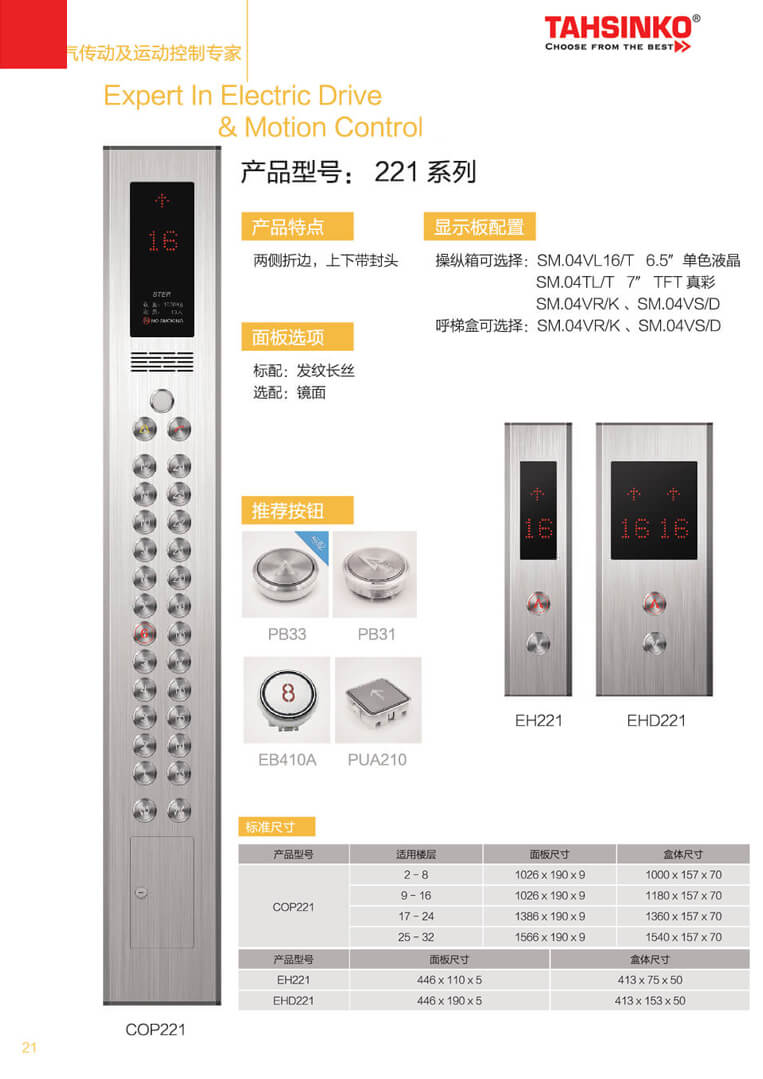 气传动及运动控制专家
TAHSINKO®
CHOOSE FROM THE BEST
Expert In Electric Drive
& Motion Control
产品型号： 221 系列
产品特点
两侧折边，上下带封头
显示板配置
操纵箱可选择：SM.04VL16/T 6.5” 单色液晶
SM.04TL/T 7” TFT 真彩
SM.04VR/K 、SM.04VS/D
呼梯盒可选择：SM.04VR/K 、SM.04VS/D
面板选项
标配：发纹长丝
选配：镜面
16
STEP
NO SMOKING
推荐按钮
标配
PB33 PB31
8
EB410A PUA210
16
16 16
EH221 EHD221
标准尺寸
产品型号 适用楼层 面板尺寸 盒体尺寸
COP221
2 - 8 1026 x 190 x 9 1000 x 157 x 70
9 - 16 1026 x 190 x 9 1180 x 157 x 70
17 - 24 1386 x 190 x 9 1360 x 157 x 70
25 - 32 1566 x 190 x 9 1540 x 157 x 70
产品型号 面板尺寸 盒体尺寸
EH221 446 x 110 x 5 413 x 75 x 50
EHD221 446 x 190 x 5 413 x 153 x 50
COP221
21